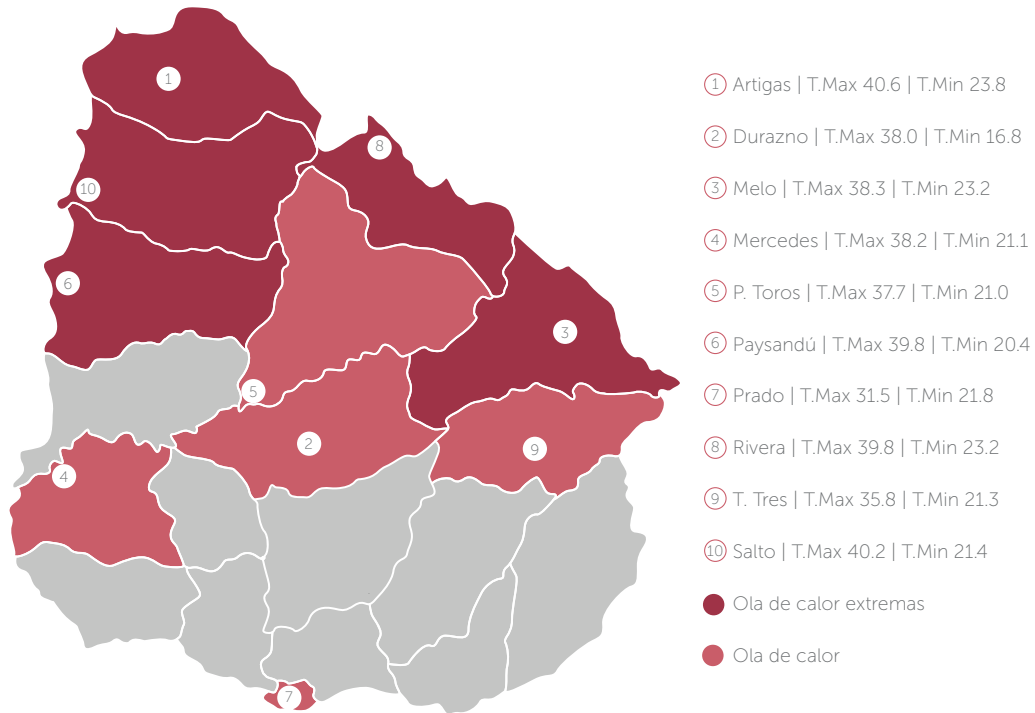 1
8
10
6
3
5
2
9
4
7
1 Artigas | T.Max 40.6 | T.Min 23.8
2 Durazno | T.Max 38.0 | T.Min 16.8
3 Melo | T.Max 38.3 | T.Min 23.2
4 Mercedes | T.Max 38.2 | T.Min 21.1
5 P. Toros | T.Max 37.7 | T.Min 21.0
6 Paysandú | T.Max 39.8 | T.Min 20.4
7 Prado | T.Max 31.5 | T.Min 21.8
8 Rivera | T.Max 39.8 | T.Min 23.2
9 T. Tres | T.Max 35.8 | T.Min 21.3
10 Salto | T.Max 40.2 | T.Min 21.4
Ola de calor extremas
Ola de calor